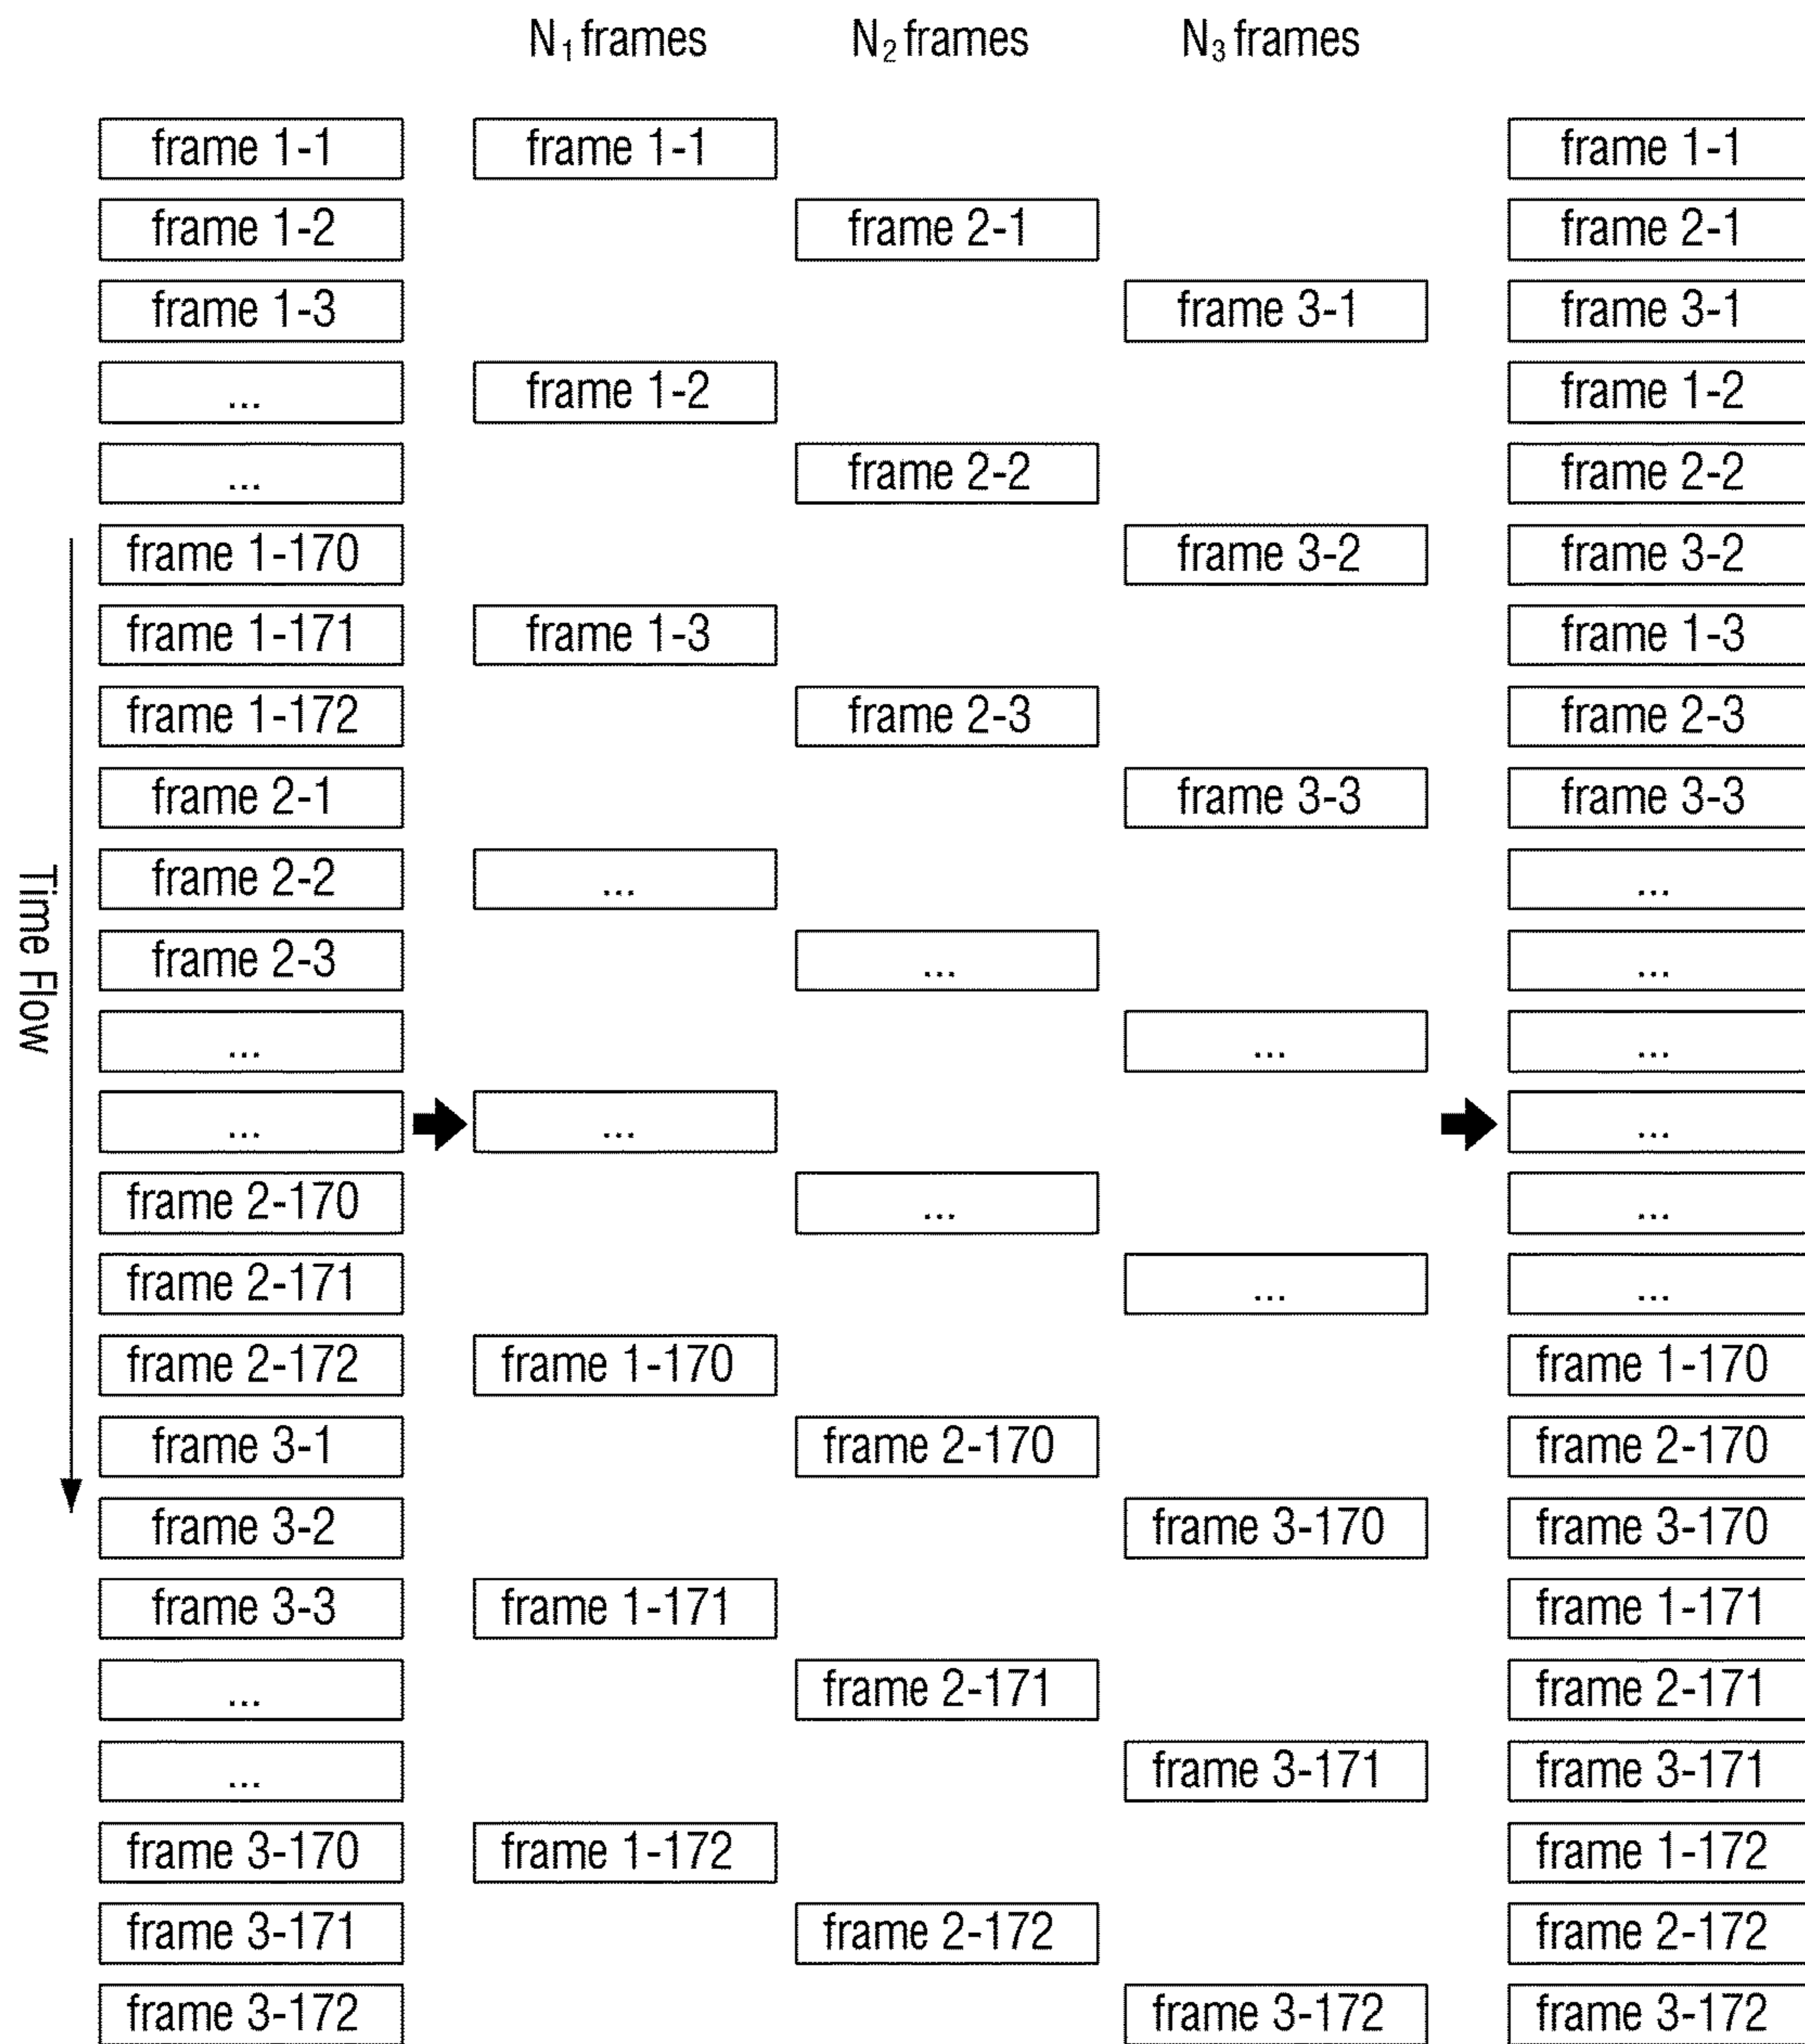 N₁ frames N₂ frames N₃ frames
frame 1-1 frame 1-1 frame 1-1
frame 1-2 frame 2-1 frame 2-1
frame 1-3 frame 3-1 frame 3-1
... frame 1-2 frame 1-2
... frame 2-2 frame 2-2
frame 1-170 frame 3-2 frame 3-2
frame 1-171 frame 1-3 frame 1-3
frame 1-172 frame 2-3 frame 2-3
frame 2-1 frame 3-3 frame 3-3
frame 2-2 ... ...
frame 2-3 ... ...
... ... ...
... ... ...
frame 2-170 ... ...
frame 2-171 ... ...
frame 2-172 frame 1-170 frame 1-170
frame 3-1 frame 2-170 frame 2-170
frame 3-2 frame 3-170 frame 3-170
frame 3-3 frame 1-171 frame 1-171
... frame 2-171 frame 2-171
... frame 3-171 frame 3-171
frame 3-170 frame 1-172 frame 1-172
frame 3-171 frame 2-172 frame 2-172
frame 3-172 frame 3-172 frame 3-172
Time Flow